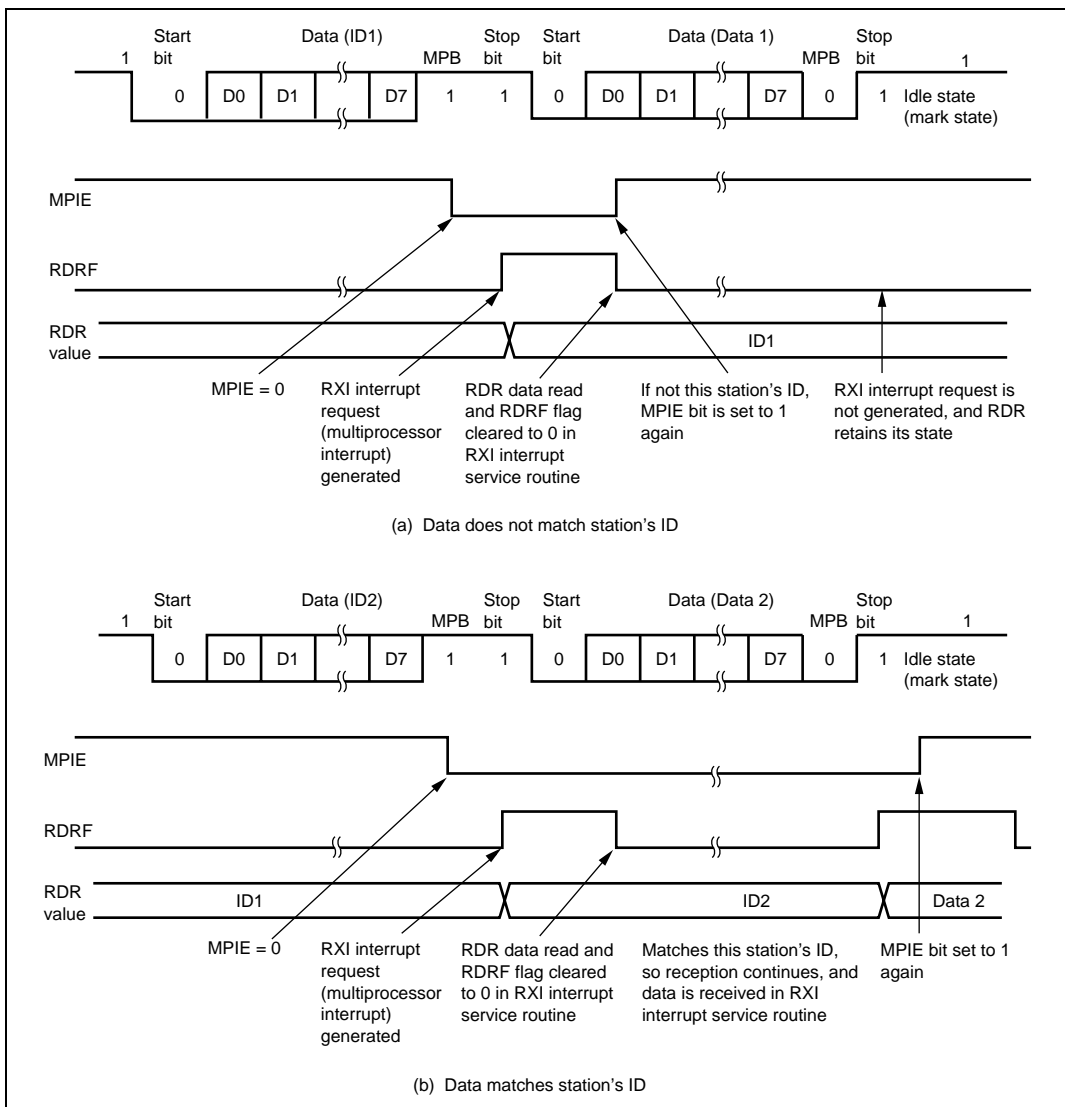 Start bit Data (ID1) MPB Stop bit Start bit Data (Data 1) MPB Stop bit
1 1
0 D0 D1 D7 1 1 0 D0 D1 D7 0 1 Idle state (mark state)
MPIE
RDRF
RDR value
ID1
MPIE = 0
RXI interrupt
request
(multiprocessor
interrupt)
generated
RDR data read
and RDRF flag
cleared to 0 in
RXI interrupt
service routine
If not this station's ID,
MPIE bit is set to 1
again
RXI interrupt request is
not generated, and RDR
retains its state
(a) Data does not match station's ID
Start bit Data (ID2) MPB Stop bit Start bit Data (Data 2) MPB Stop bit
1 1
0 D0 D1 D7 1 1 0 D0 D1 D7 0 1 Idle state (mark state)
MPIE
RDRF
RDR value
ID1 ID2 Data 2
MPIE = 0
RXI interrupt
request
(multiprocessor
interrupt)
generated
RDR data read and
RDRF flag cleared
to 0 in RXI interrupt
service routine
Matches this station's ID,
so reception continues, and
data is received in RXI
interrupt service routine
MPIE bit set to 1
again
(b) Data matches station's ID